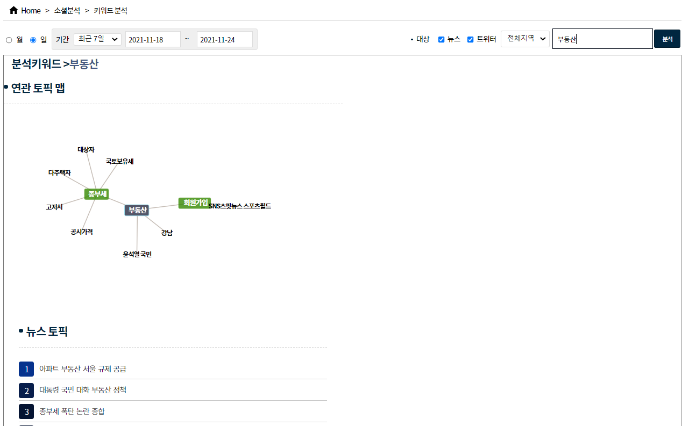 Home > 소셜분석 > 키워드분석
월 일 기간 최근 7일 2021-11-18 ~ 2021-11-24 • 대상 뉴스 트위터 전체지역 부동산 분석
분석키워드 >부동산
연관 토픽 맵
대상자
국토보유세
다주택자
종부세
고지서
회원가입
SNS스핏뉴스 스포츠월드
부동산
공시가격
강남
윤석열 국민
뉴스 토픽
1 아파트 부동산 서울 규제 공급
2 대통령 국민 대화 부동산 정책
3 종부세 폭탄 논란 종합